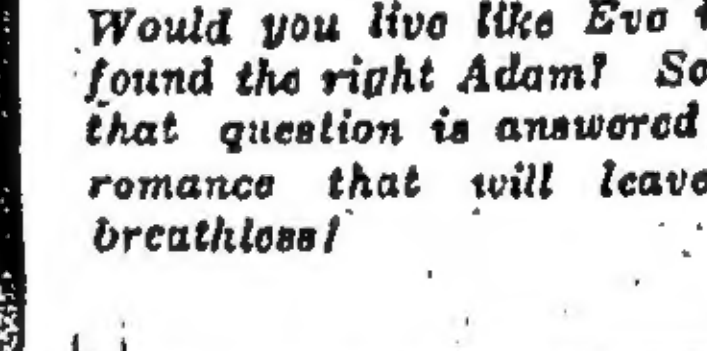 Would you live like Eve
found the right Adam? So
that question is answered
romance that will leave
breathless!